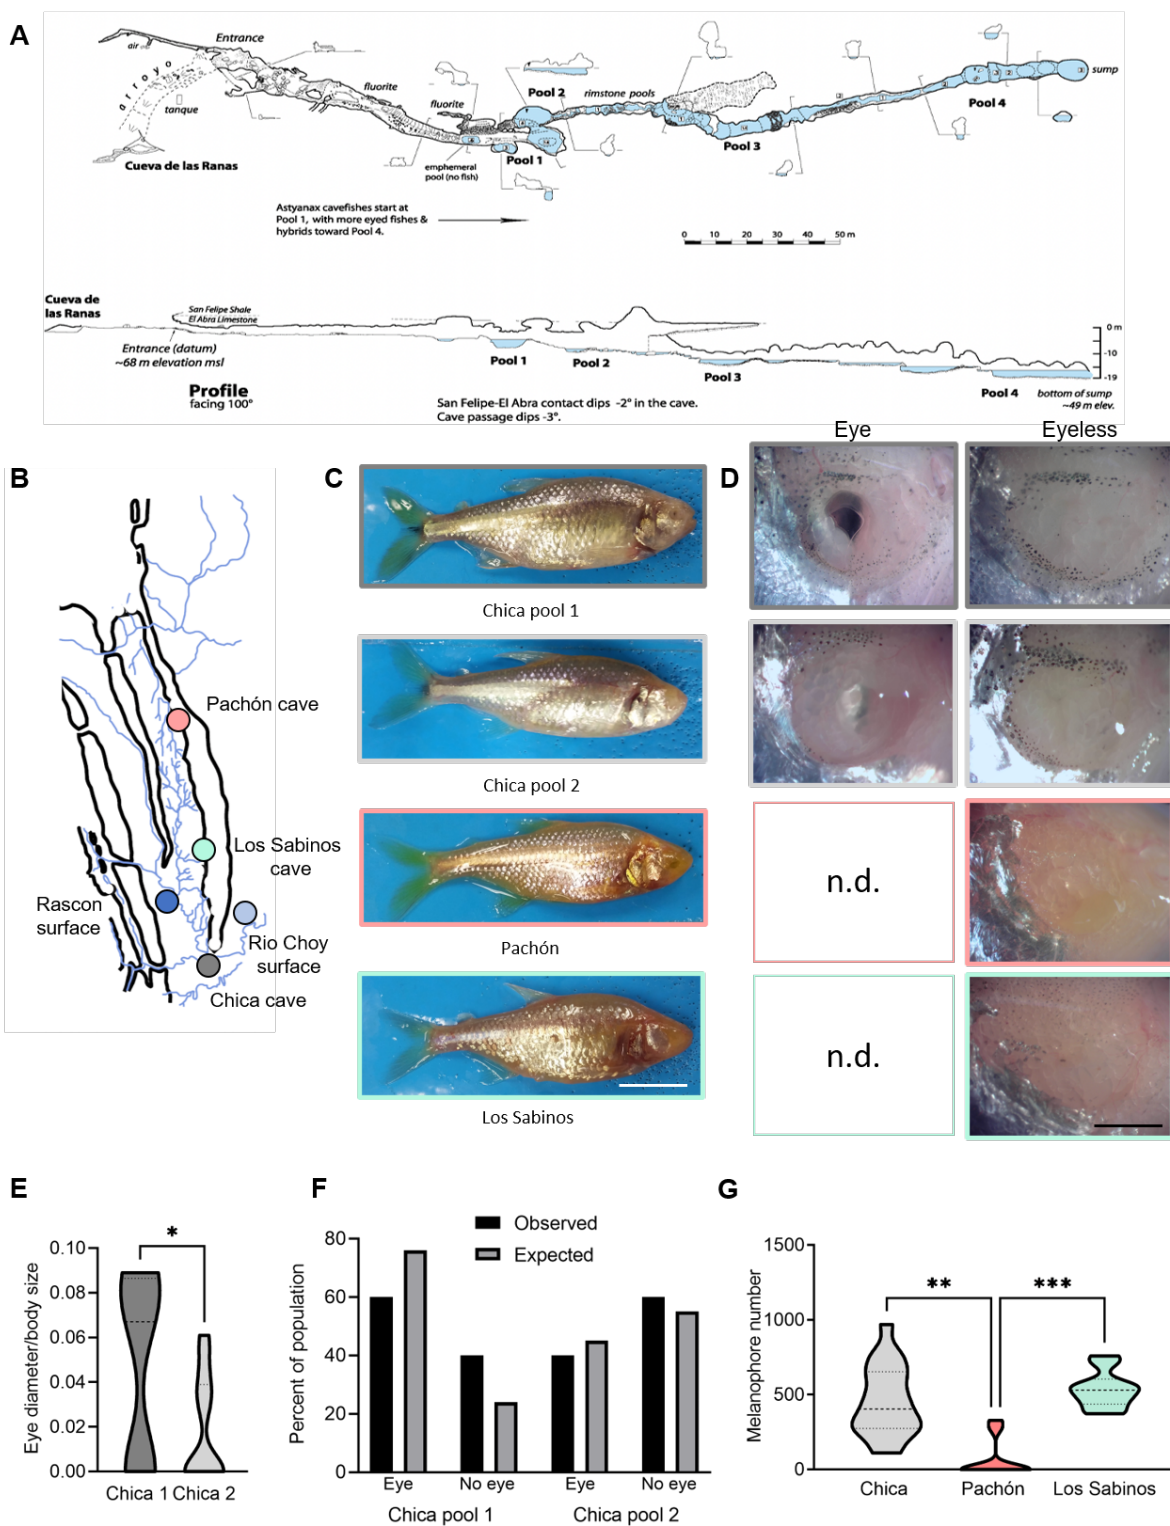 A
air
Entrance
arroyo
tanque
Cueva de las Ranas
fluorite
fluorite
emphemeral
pool (no fish)
Pool 2
Pool 1
rimstone pools
Pool 3
Pool 4
sump
Astyanax cavefishes start at
Pool 1, with more eyed fishes &
hybrids toward Pool 4.
0 10 20 30 40 50 m
Cueva de
las Ranas
San Felipe Shale
El Abra Limestone
Entrance (datum)
~68 m elevation msl
Profile
facing 100°
Pool 1
Pool 2
Pool 3
Pool 4
0 m
-10
-19
bottom of sump
~49 m elev.
San Felipe-El Abra contact dips -2° in the cave.
Cave passage dips -3°.
B
Pachón cave
Los Sabinos
cave
Rascon
surface
Rio Choy
surface
Chica cave
C
Chica pool 1
Chica pool 2
Pachón
Los Sabinos
D
Eye
Eyeless
n.d.
n.d.
E
Eye diameter/body size
0.10
0.08
0.06
0.04
0.02
0.00
*
Chica 1 Chica 2
F
Observed
Expected
Percent of population
80
60
40
20
0
Eye No eye Eye No eye
Chica pool 1 Chica pool 2
G
Melanophore number
1500
1000
500
0
** ***
Chica Pachón Los Sabinos